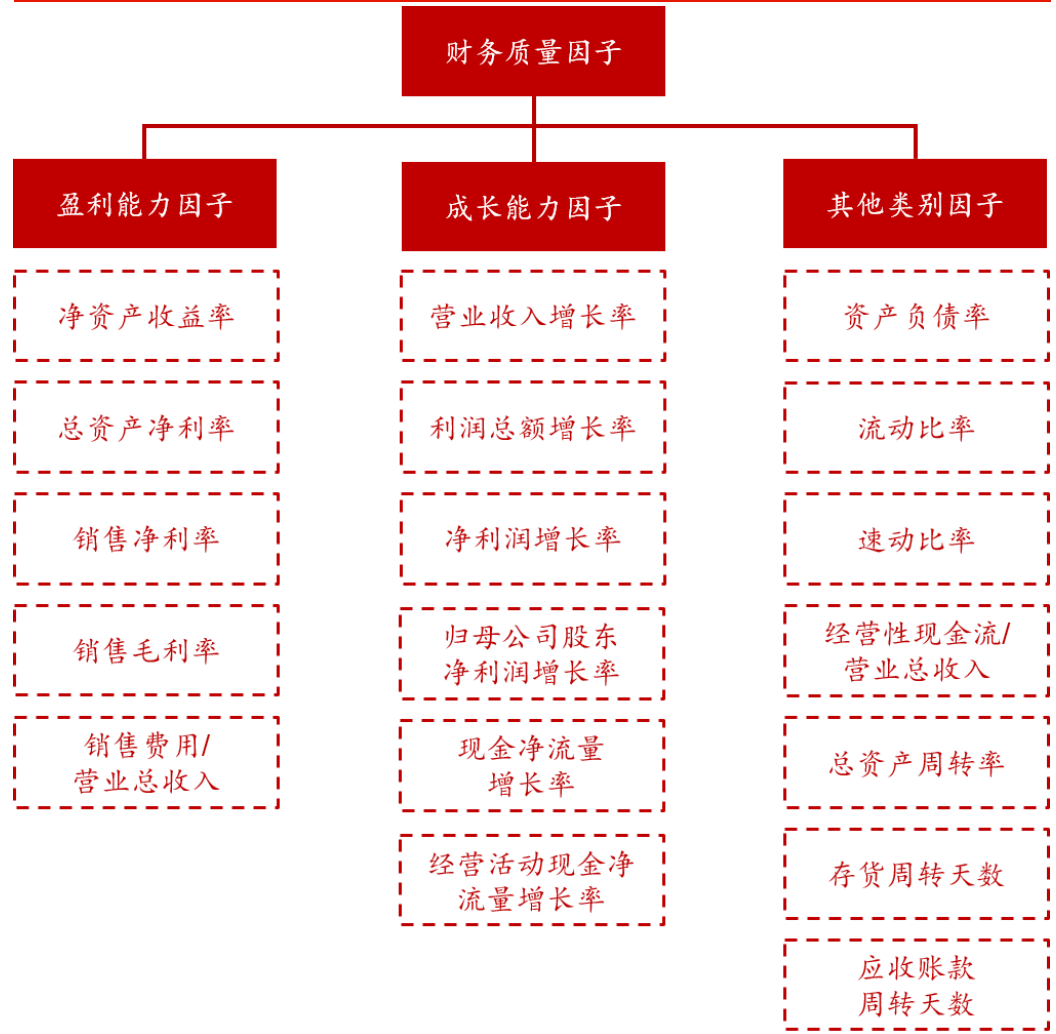 财务质量因子
盈利能力因子
净资产收益率
总资产净利率
销售净利率
销售毛利率
销售费用/
营业总收入
成长能力因子
营业收入增长率
利润总额增长率
净利润增长率
归母公司股东
净利润增长率
现金净流量
增长率
经营活动现金净
流量增长率
其他类别因子
资产负债率
流动比率
速动比率
经营性现金流/
营业总收入
总资产周转率
存货周转天数
应收账款
周转天数